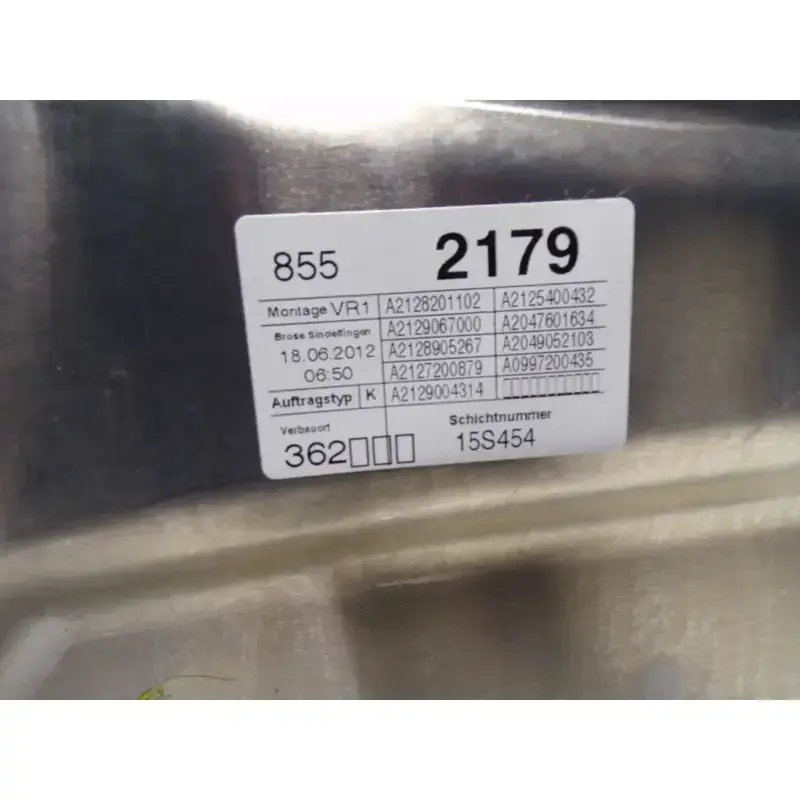 855 2179
Montage VR1 A2128201102 A2125400432
Brose Sindelfingen A2129067000 A2047601634
18.06.2012 A2128905267 A2049052103
06:50 A2127200879 A0997200435
Auftragstyp K A2129004314 □□□□□□□□□□
Verbauort Schichtnummer
362□□□ 15S454